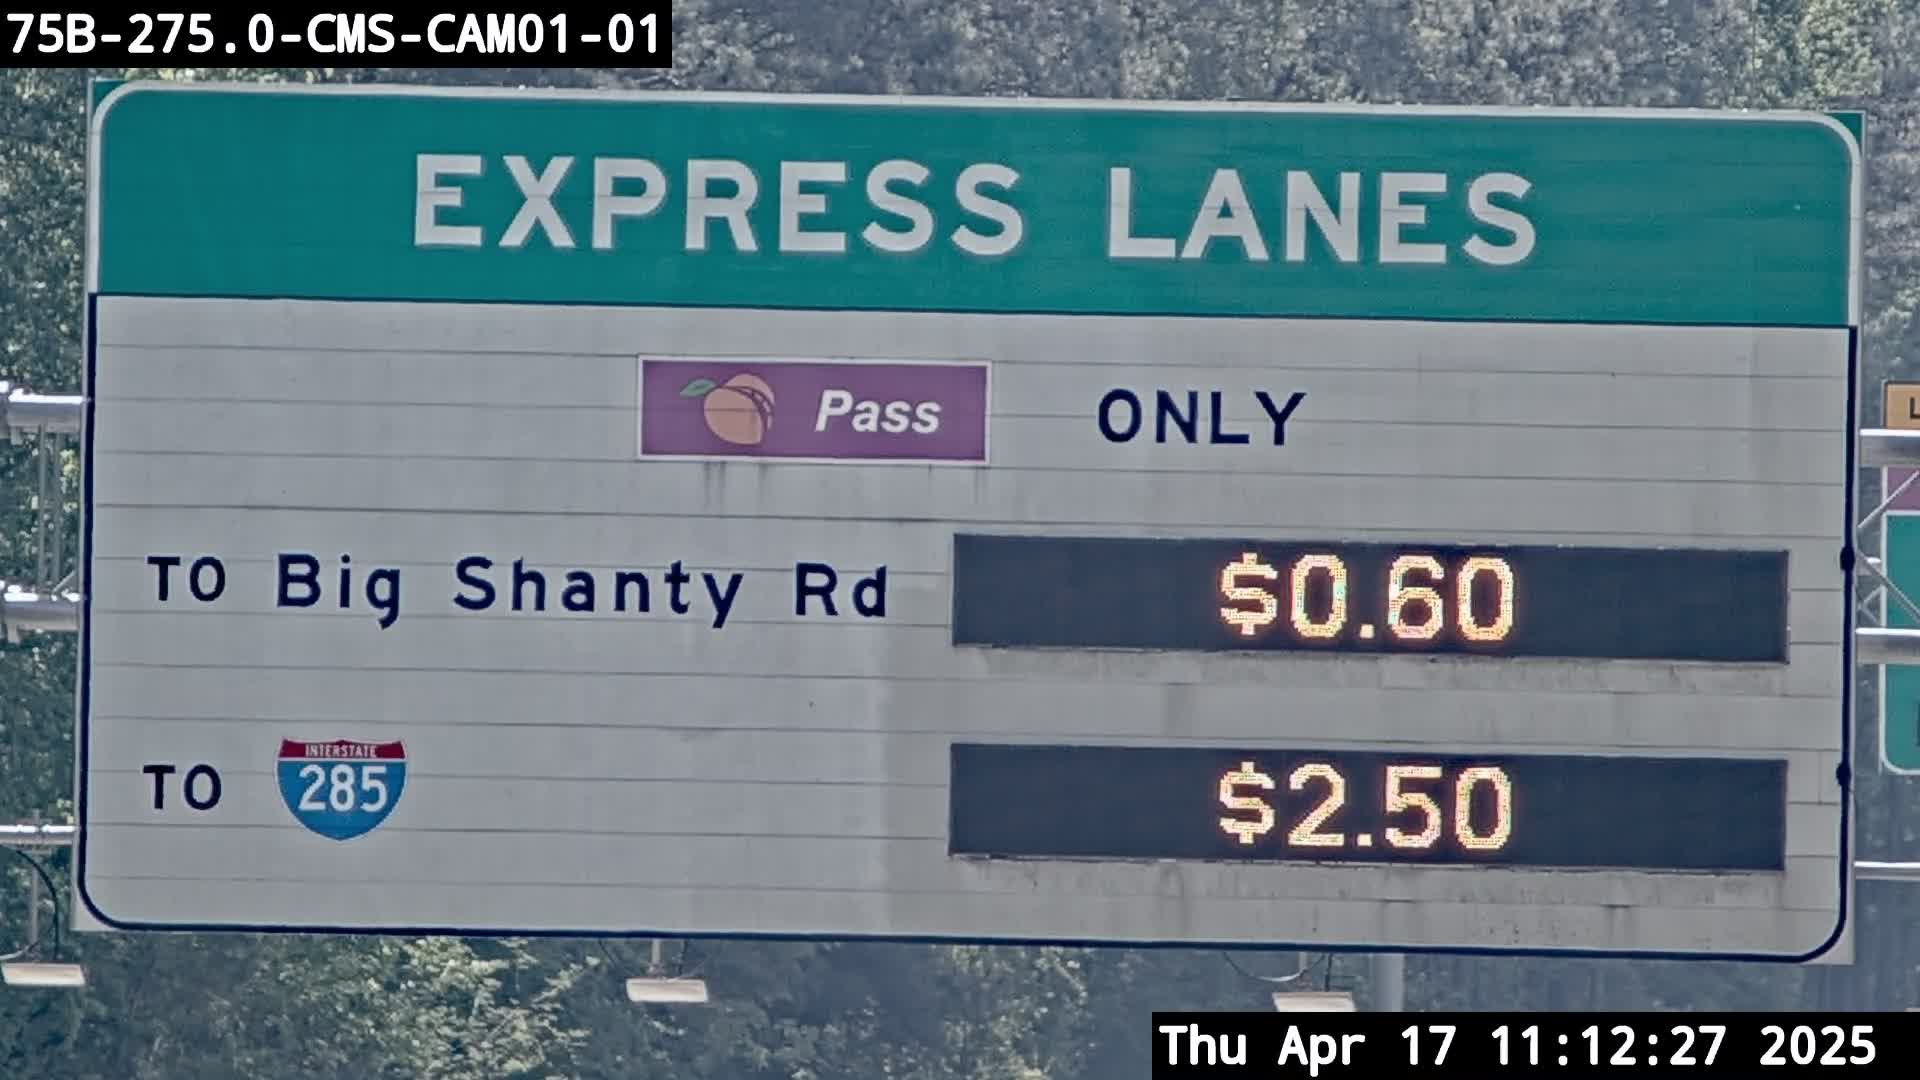 75B-275.0-CMS-CAM01-01
EXPRESS LANES
Pass ONLY
TO Big Shanty Rd $0.60
TO INTERSTATE 285 $2.50
Thu Apr 17 11:12:27 2025